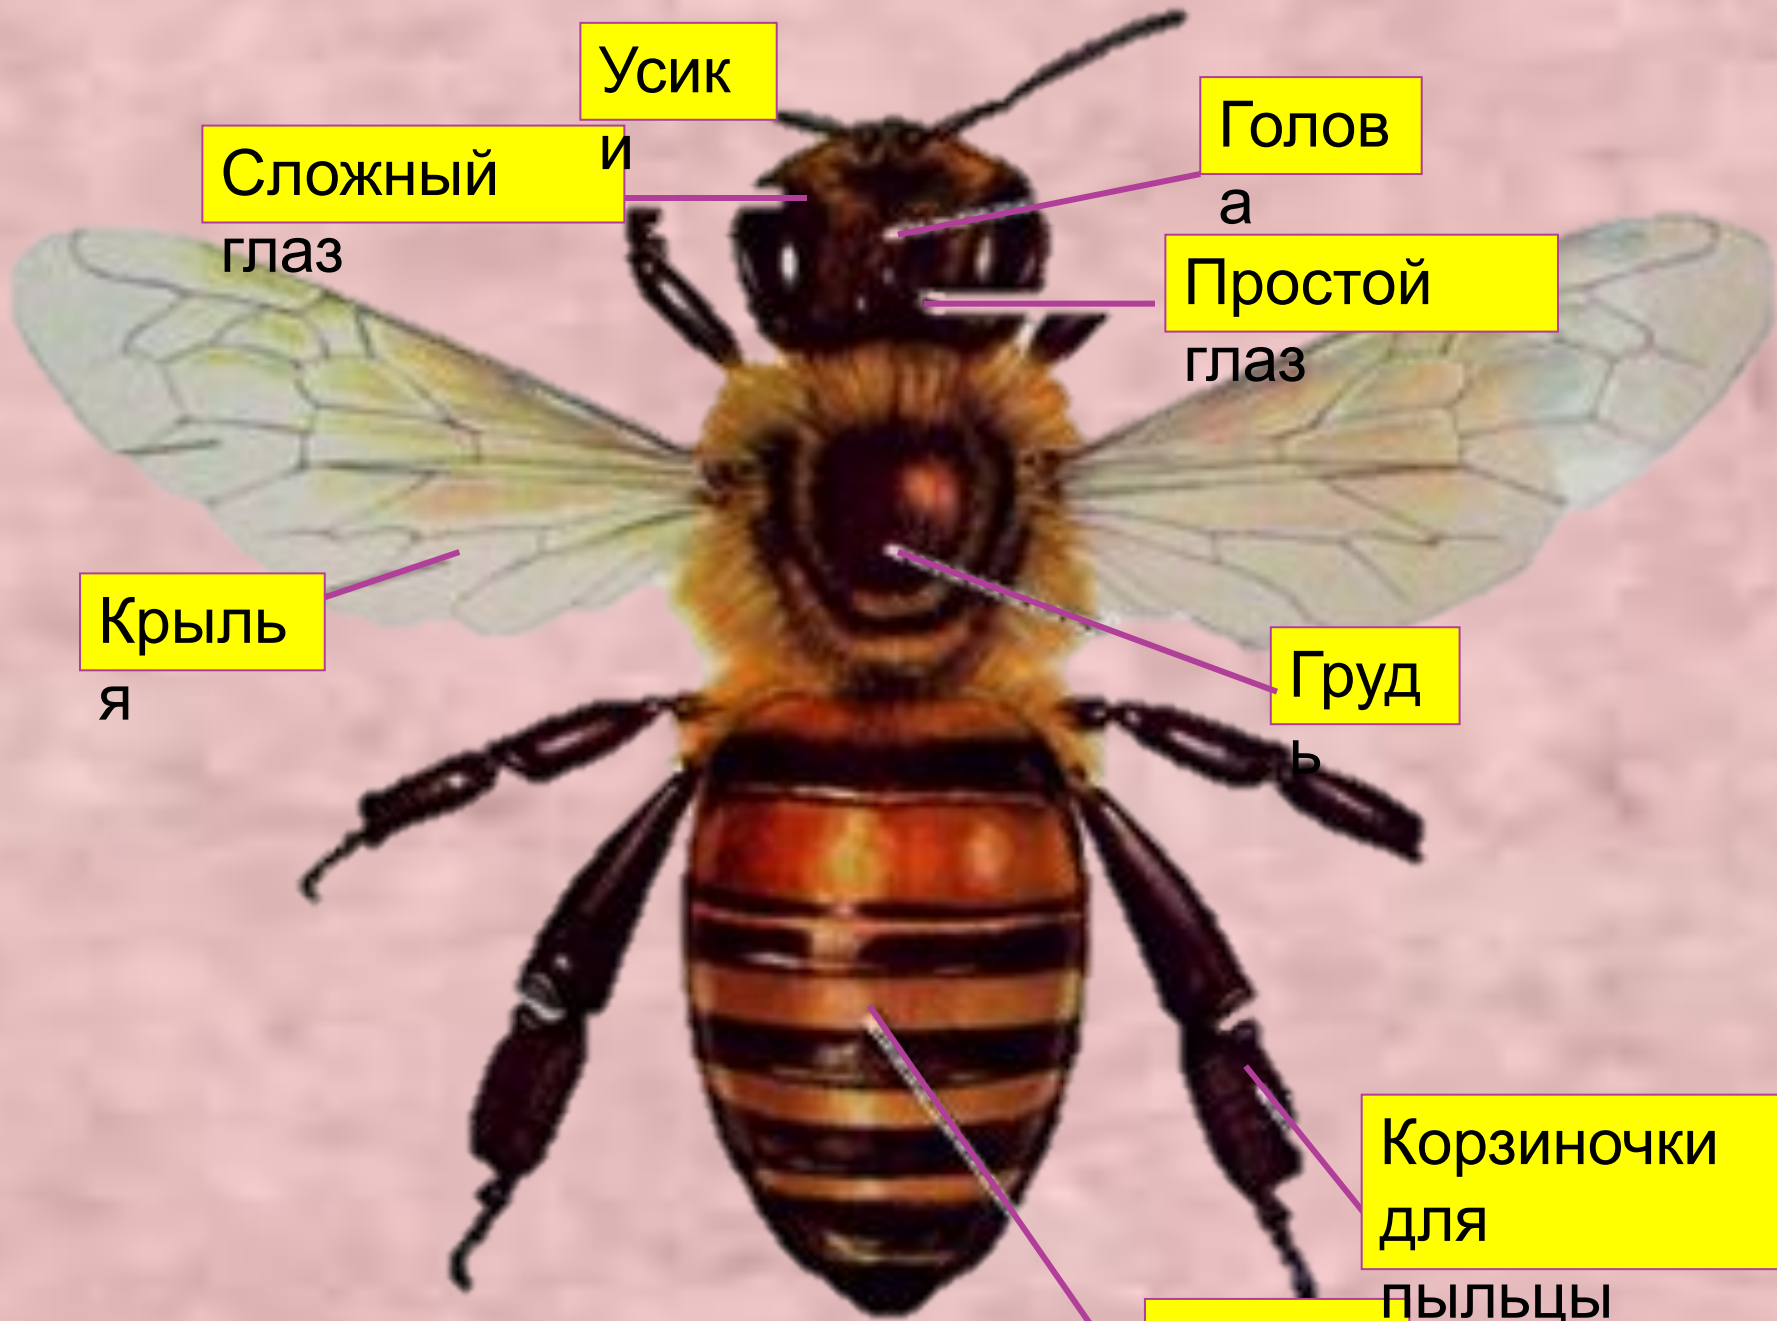 Усик
и
Сложный
глаз
Голов
а
Простой
глаз
Крыль
я
Груд
ь
Корзиночки
для
пыльцы